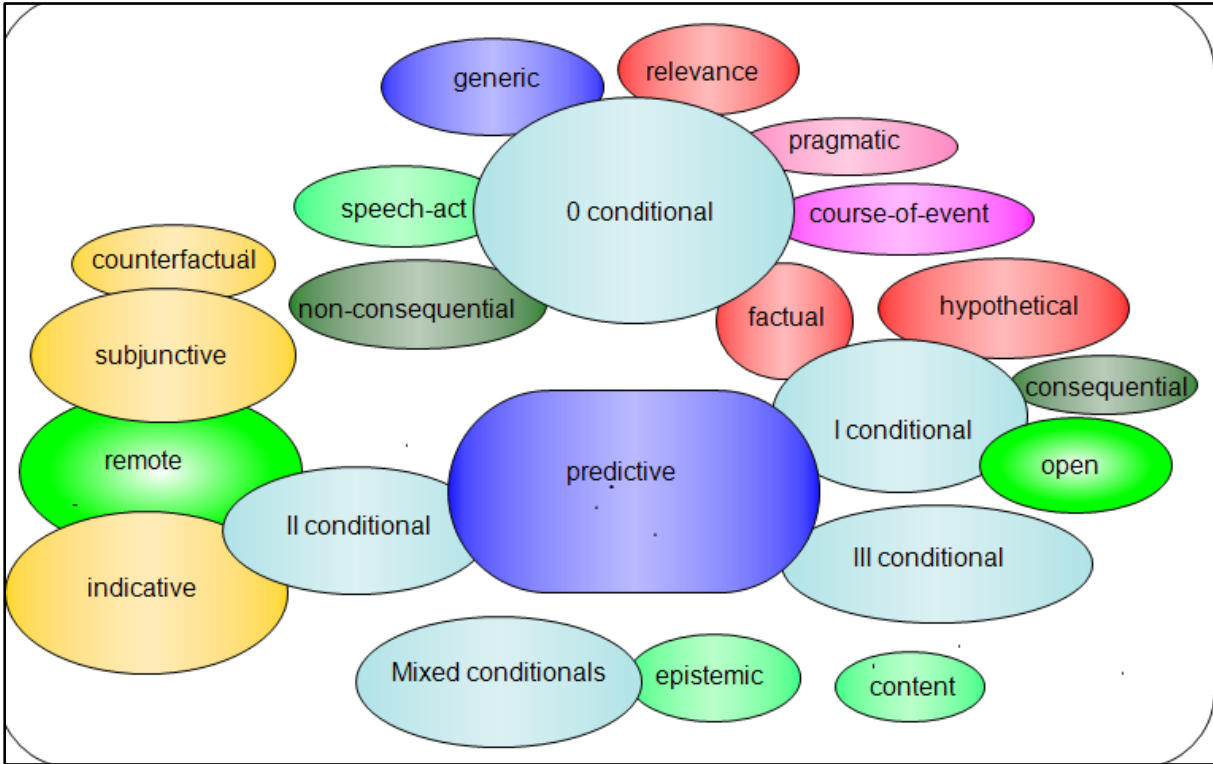 generic
relevance
pragmatic
speech-act
0 conditional
course-of-event
counterfactual
non-consequential
factual
hypothetical
subjunctive
consequential
I conditional
remote
predictive
open
II conditional
III conditional
indicative
Mixed conditionals
epistemic
content